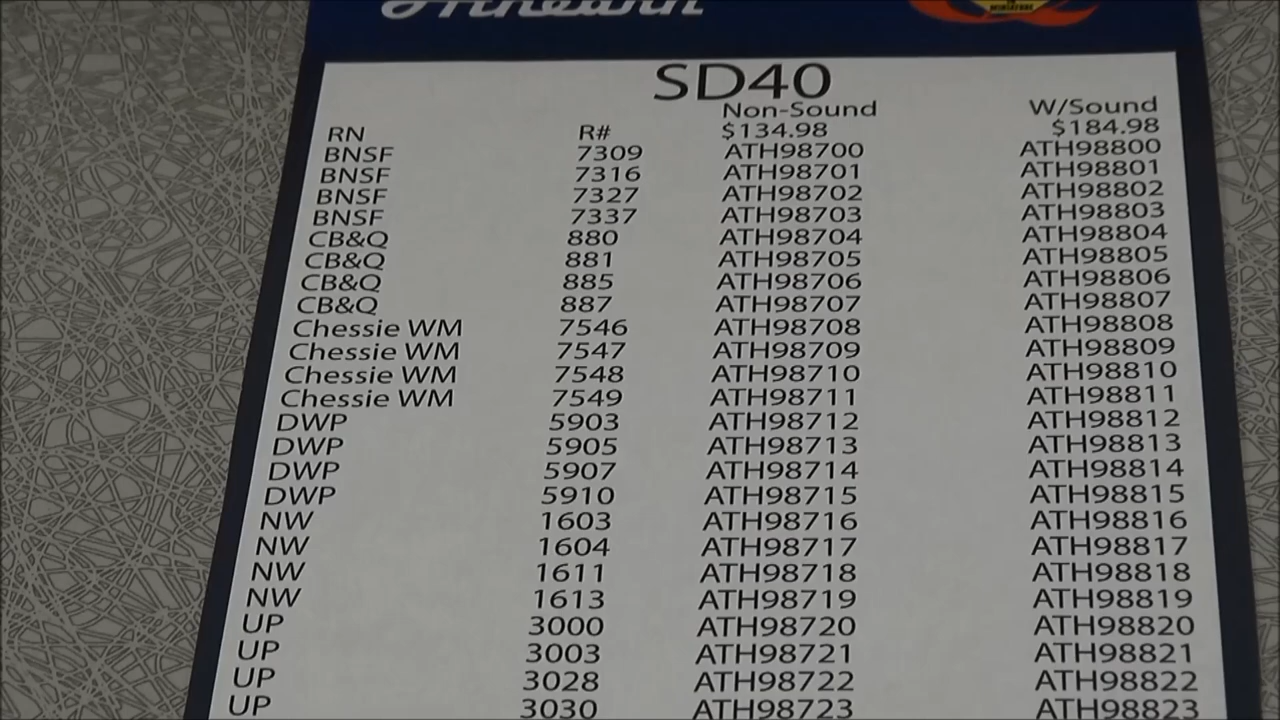 Athearn
IN MINIATURE
SD40
Non-Sound W/Sound
RN R# $134.98 $184.98
BNSF 7309 ATH98700 ATH98800
BNSF 7316 ATH98701 ATH98801
BNSF 7327 ATH98702 ATH98802
BNSF 7337 ATH98703 ATH98803
CB&Q 880 ATH98704 ATH98804
CB&Q 881 ATH98705 ATH98805
CB&Q 885 ATH98706 ATH98806
CB&Q 887 ATH98707 ATH98807
Chessie WM 7546 ATH98708 ATH98808
Chessie WM 7547 ATH98709 ATH98809
Chessie WM 7548 ATH98710 ATH98810
Chessie WM 7549 ATH98711 ATH98811
DWP 5903 ATH98712 ATH98812
DWP 5905 ATH98713 ATH98813
DWP 5907 ATH98714 ATH98814
DWP 5910 ATH98715 ATH98815
NW 1603 ATH98716 ATH98816
NW 1604 ATH98717 ATH98817
NW 1611 ATH98718 ATH98818
NW 1613 ATH98719 ATH98819
UP 3000 ATH98720 ATH98820
UP 3003 ATH98721 ATH98821
UP 3028 ATH98722 ATH98822
UP 3030 ATH98723 ATH98823